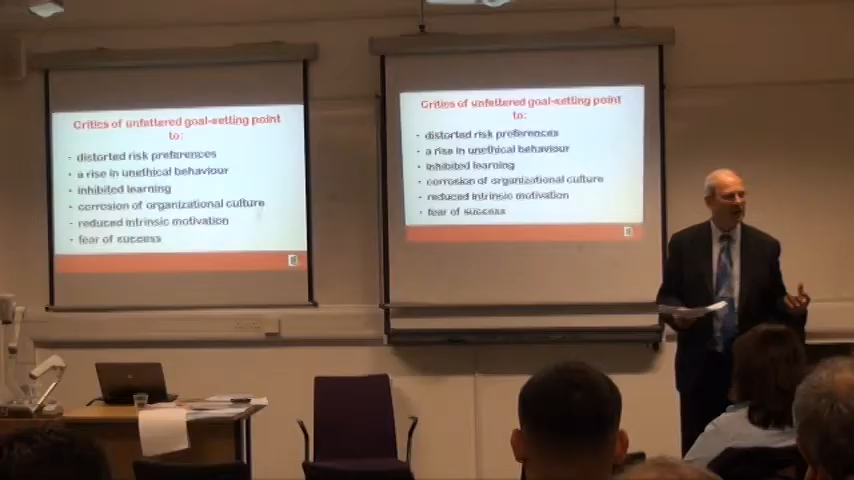 Critics of unfettered goal-setting point
to:
- distorted risk preferences
- a rise in unethical behaviour
- inhibited learning
- corrosion of organizational culture
- reduced intrinsic motivation
- fear of success
Critics of unfettered goal-setting point
to:
• distorted risk preferences
• a rise in unethical behaviour
• inhibited learning
• corrosion of organizational culture
• reduced intrinsic motivation
• fear of success